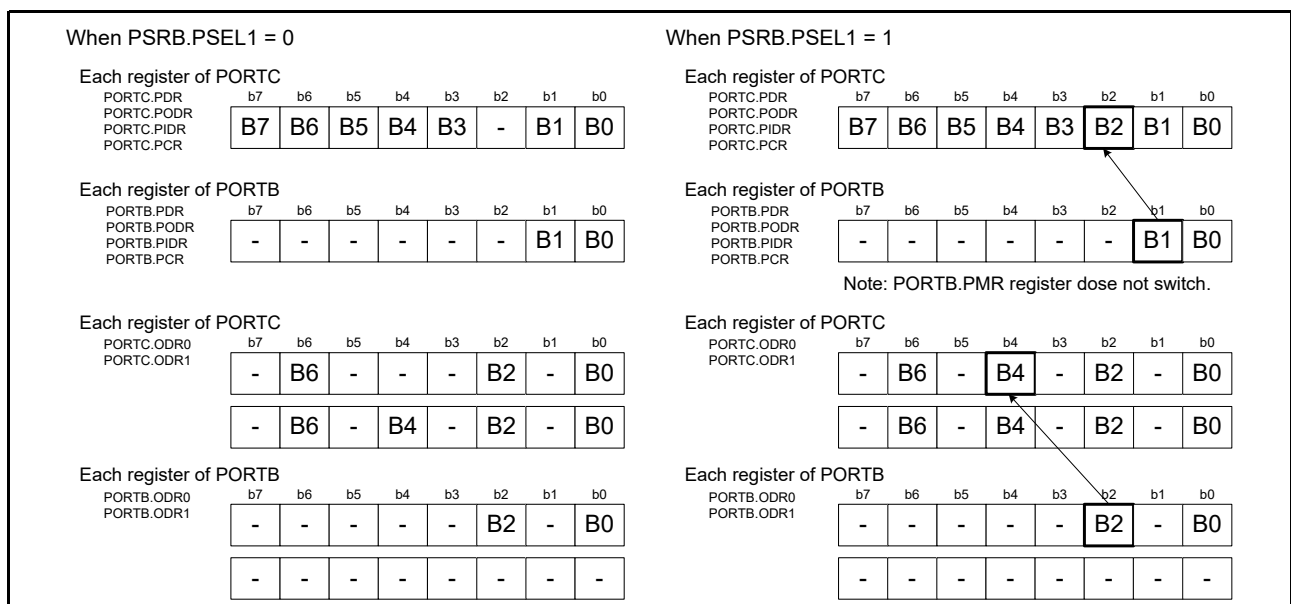 When PSRB.PSEL1 = 0
Each register of PORTC
PORTC.PDR
PORTC.PODR
PORTC.PIDR
PORTC.PCR
b7 b6 b5 b4 b3 b2 b1 b0
B7 B6 B5 B4 B3 - B1 B0
Each register of PORTB
PORTB.PDR
PORTB.PODR
PORTB.PIDR
PORTB.PCR
b7 b6 b5 b4 b3 b2 b1 b0
- - - - - - B1 B0
Each register of PORTC
PORTC.ODR0
PORTC.ODR1
b7 b6 b5 b4 b3 b2 b1 b0
- B6 - - - B2 - B0
- B6 - B4 - B2 - B0
Each register of PORTB
PORTB.ODR0
PORTB.ODR1
b7 b6 b5 b4 b3 b2 b1 b0
- - - - - B2 - B0
- - - - - - - -
When PSRB.PSEL1 = 1
Each register of PORTC
PORTC.PDR
PORTC.PODR
PORTC.PIDR
PORTC.PCR
b7 b6 b5 b4 b3 b2 b1 b0
B7 B6 B5 B4 B3 B2 B1 B0
Each register of PORTB
PORTB.PDR
PORTB.PODR
PORTB.PIDR
PORTB.PCR
b7 b6 b5 b4 b3 b2 b1 b0
- - - - - - B1 B0
Note: PORTB.PMR register dose not switch.
Each register of PORTC
PORTC.ODR0
PORTC.ODR1
b7 b6 b5 b4 b3 b2 b1 b0
- B6 - B4 - B2 - B0
- B6 - B4 - B2 - B0
Each register of PORTB
PORTB.ODR0
PORTB.ODR1
b7 b6 b5 b4 b3 b2 b1 b0
- - - - - B2 - B0
- - - - - - - -